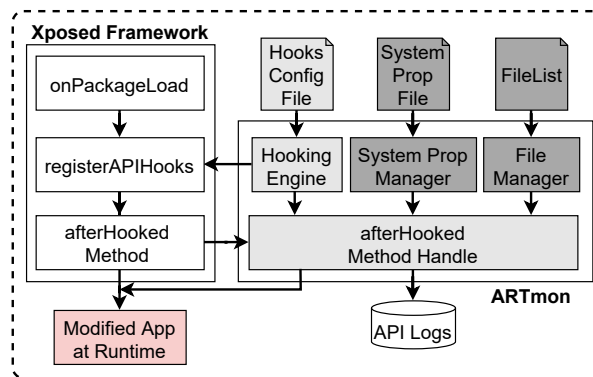 Xposed Framework
onPackageLoad
registerAPIHooks
afterHooked
Method
Modified App
at Runtime
Hooks
Config
File
System
Prop
File
FileList
Hooking
Engine
System Prop
Manager
File
Manager
afterHooked
Method Handle
ARTmon
API Logs